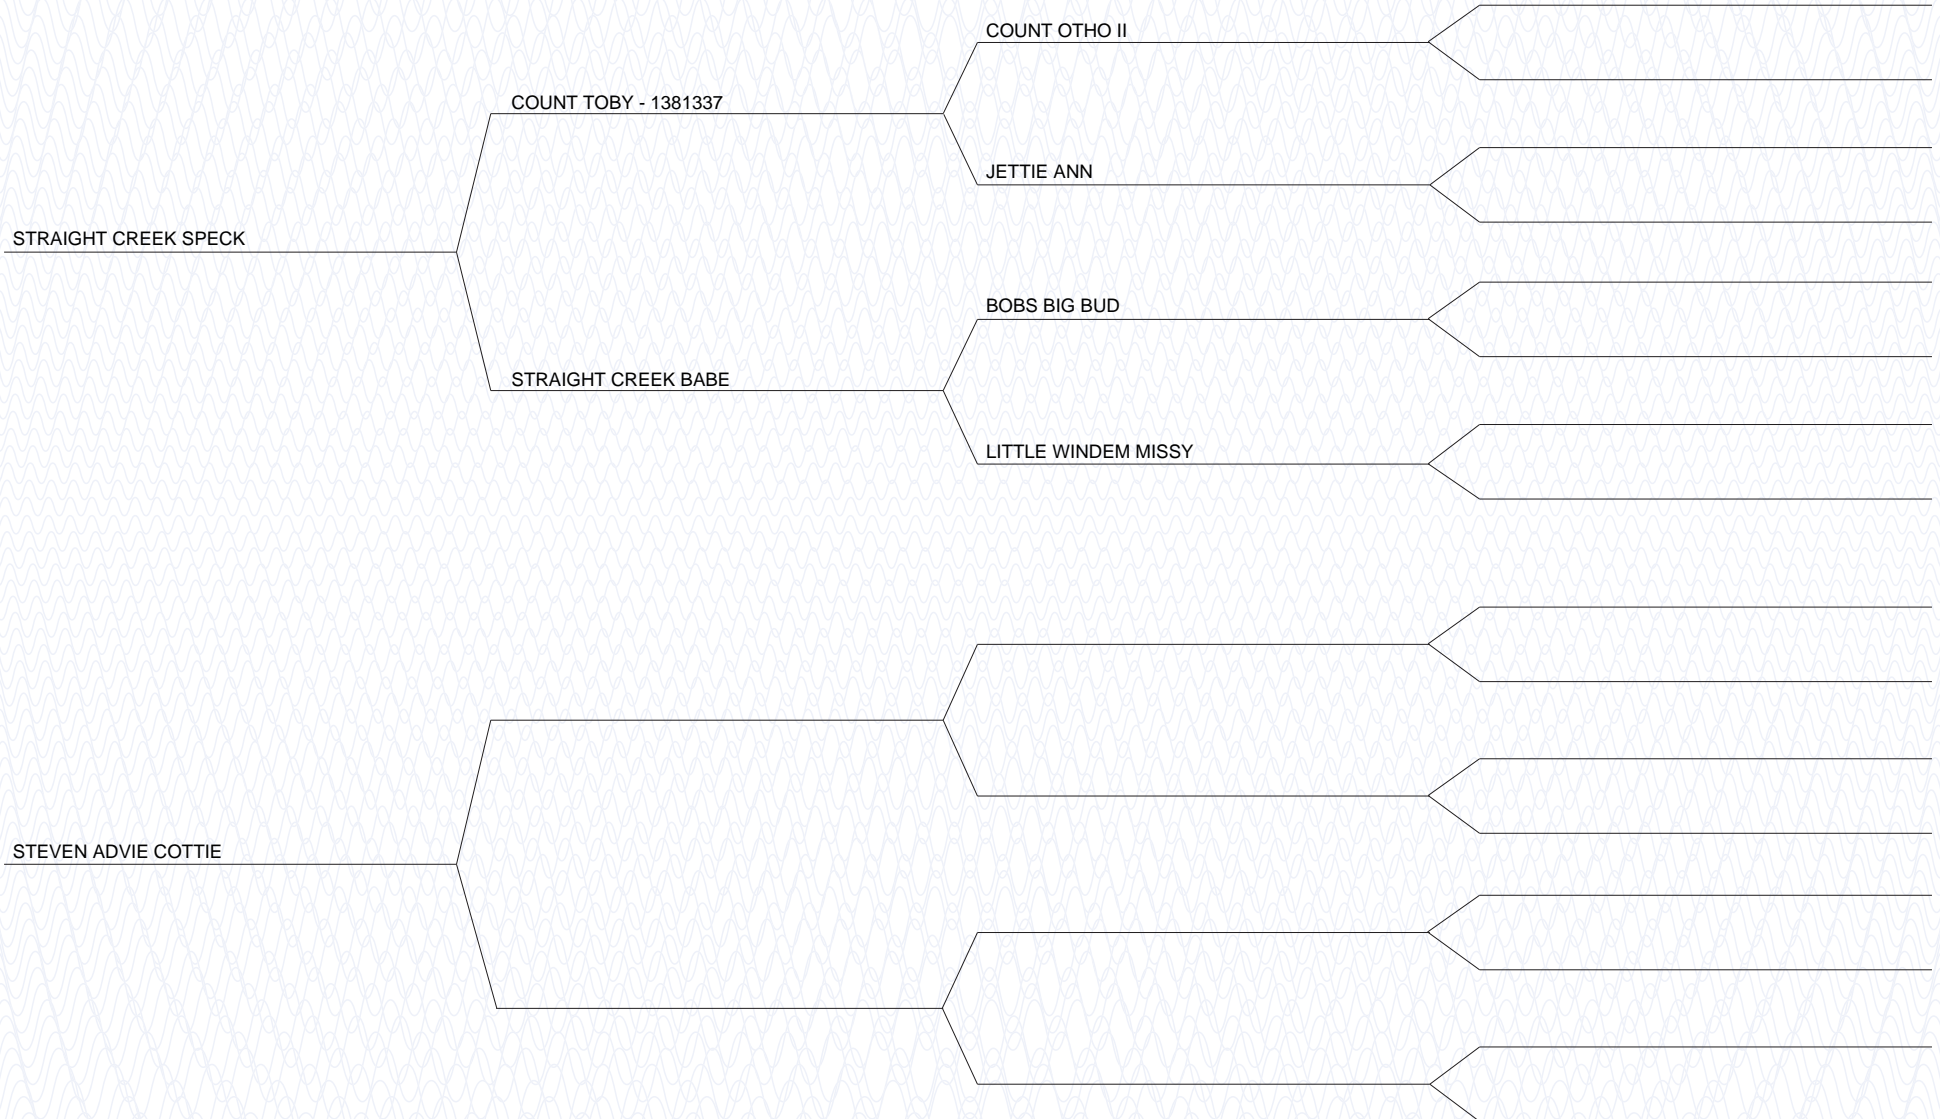 COUNT OTHO II
COUNT TOBY - 1381337
JETTIE ANN
STRAIGHT CREEK SPECK
BOBS BIG BUD
STRAIGHT CREEK BABE
LITTLE WINDEM MISSY
STEVEN ADVIE COTTIE